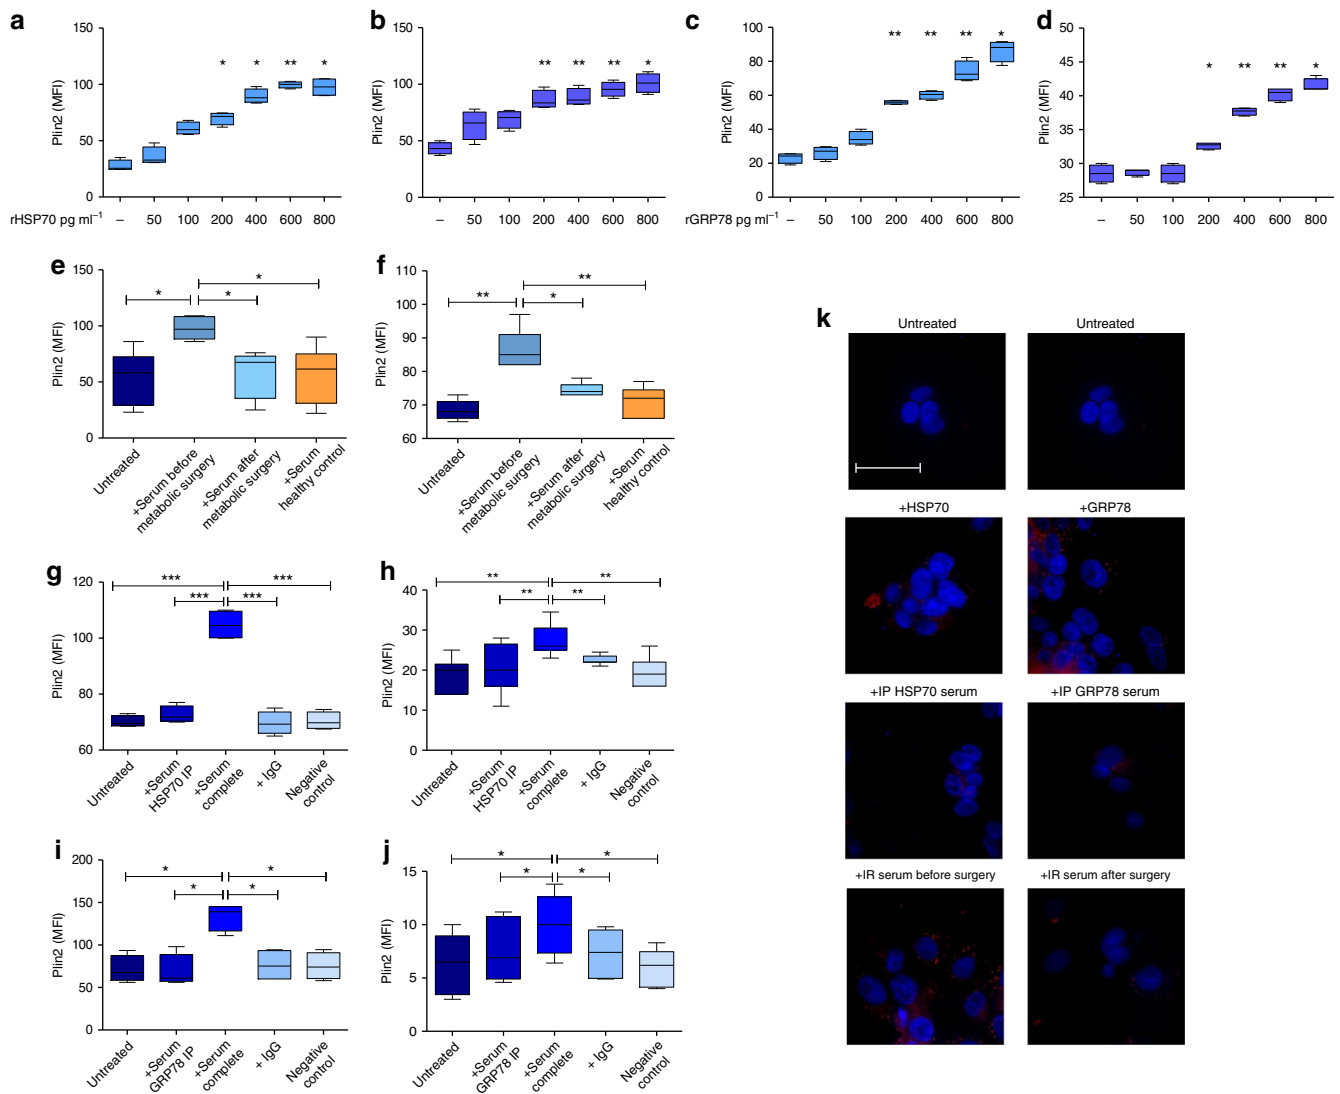 a
Plin2 (MFI)
150
100
50
0
* * ** *
rHSP70 pg ml⁻¹
– 50 100 200 400 600 800
b
Plin2 (MFI)
150
100
50
0
** ** ** *
– 50 100 200 400 600 800
c
Plin2 (MFI)
100
80
60
40
20
0
** ** ** *
rGRP78 pg ml⁻¹
– 50 100 200 400 600 800
d
Plin2 (MFI)
50
45
40
35
30
25
* ** ** *
– 50 100 200 400 600 800
e
Plin2 (MFI)
150
100
50
0
*
* *
Untreated
+Serum before
metabolic surgery
+Serum after
metabolic surgery
+Serum
healthy control
f
Plin2 (MFI)
110
100
90
80
70
60
**
** *
Untreated
+Serum before
metabolic surgery
+Serum after
metabolic surgery
+Serum
healthy control
g
Plin2 (MFI)
120
100
80
60
*** ***
*** ***
Untreated
+Serum
HSP70 IP
+Serum
complete
+ IgG
Negative
control
h
Plin2 (MFI)
40
30
20
10
0
** **
** **
Untreated
+Serum
HSP70 IP
+Serum
complete
+ IgG
Negative
control
i
Plin2 (MFI)
200
150
100
50
0
* *
* *
Untreated
+Serum
GRP78 IP
+Serum
complete
+ IgG
Negative
control
j
Plin2 (MFI)
15
10
5
0
* *
* *
Untreated
+Serum
GRP78 IP
+Serum
complete
+ IgG
Negative
control
k
Untreated
Untreated
+HSP70
+GRP78
+IP HSP70 serum
+IP GRP78 serum
+IR serum before surgery
+IR serum after surgery